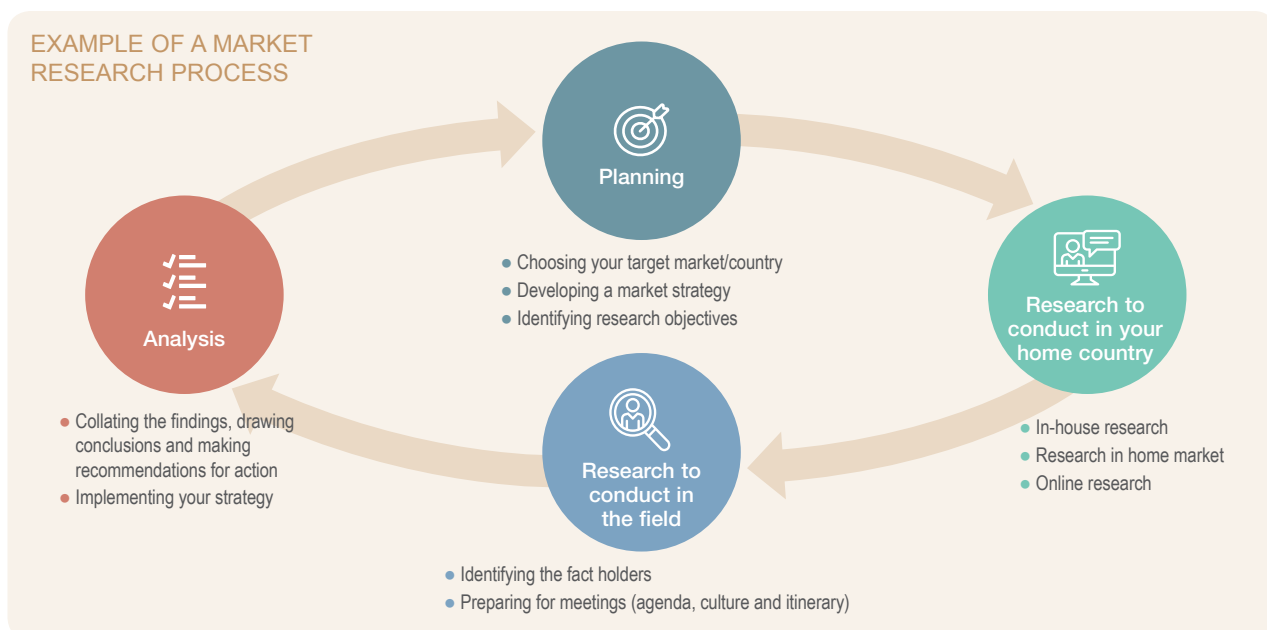 EXAMPLE OF A MARKET
RESEARCH PROCESS
Planning
• Choosing your target market/country
• Developing a market strategy
• Identifying research objectives
Research to
conduct in your
home country
• In-house research
• Research in home market
• Online research
Research to
conduct in
the field
• Identifying the fact holders
• Preparing for meetings (agenda, culture and itinerary)
Analysis
• Collating the findings, drawing
conclusions and making
recommendations for action
• Implementing your strategy